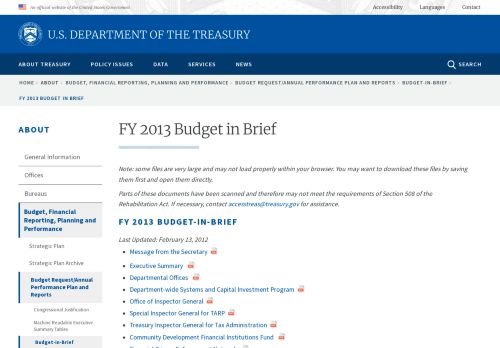 An official website of the United States Government
Accessibility Languages Contact
U.S. DEPARTMENT OF THE TREASURY
ABOUT TREASURY POLICY ISSUES DATA SERVICES NEWS SEARCH
HOME › ABOUT › BUDGET, FINANCIAL REPORTING, PLANNING AND PERFORMANCE › BUDGET REQUEST/ANNUAL PERFORMANCE PLAN AND REPORTS › BUDGET-IN-BRIEF ›
FY 2013 BUDGET IN BRIEF
ABOUT
General Information
Offices
Bureaus
Budget, Financial
Reporting, Planning and
Performance
Strategic Plan
Strategic Plan Archive
Budget Request/Annual
Performance Plan and
Reports
Congressional Justification
Machine Readable Executive
Summary Tables
Budget-in-Brief
FY 2013 Budget in Brief
Note: some files are very large and may not load properly within your browser. You may want to download these files by saving
them first and open them directly.
Parts of these documents have been scanned and therefore may not meet the requirements of Section 508 of the
Rehabilitation Act. If necessary, contact accesstreas@treasury.gov for assistance.
FY 2013 BUDGET-IN-BRIEF
Last Updated: February 13, 2012
Message from the Secretary
Executive Summary
Departmental Offices
Department-wide Systems and Capital Investment Program
Office of Inspector General
Special Inspector General for TARP
Treasury Inspector General for Tax Administration
Community Development Financial Institutions Fund